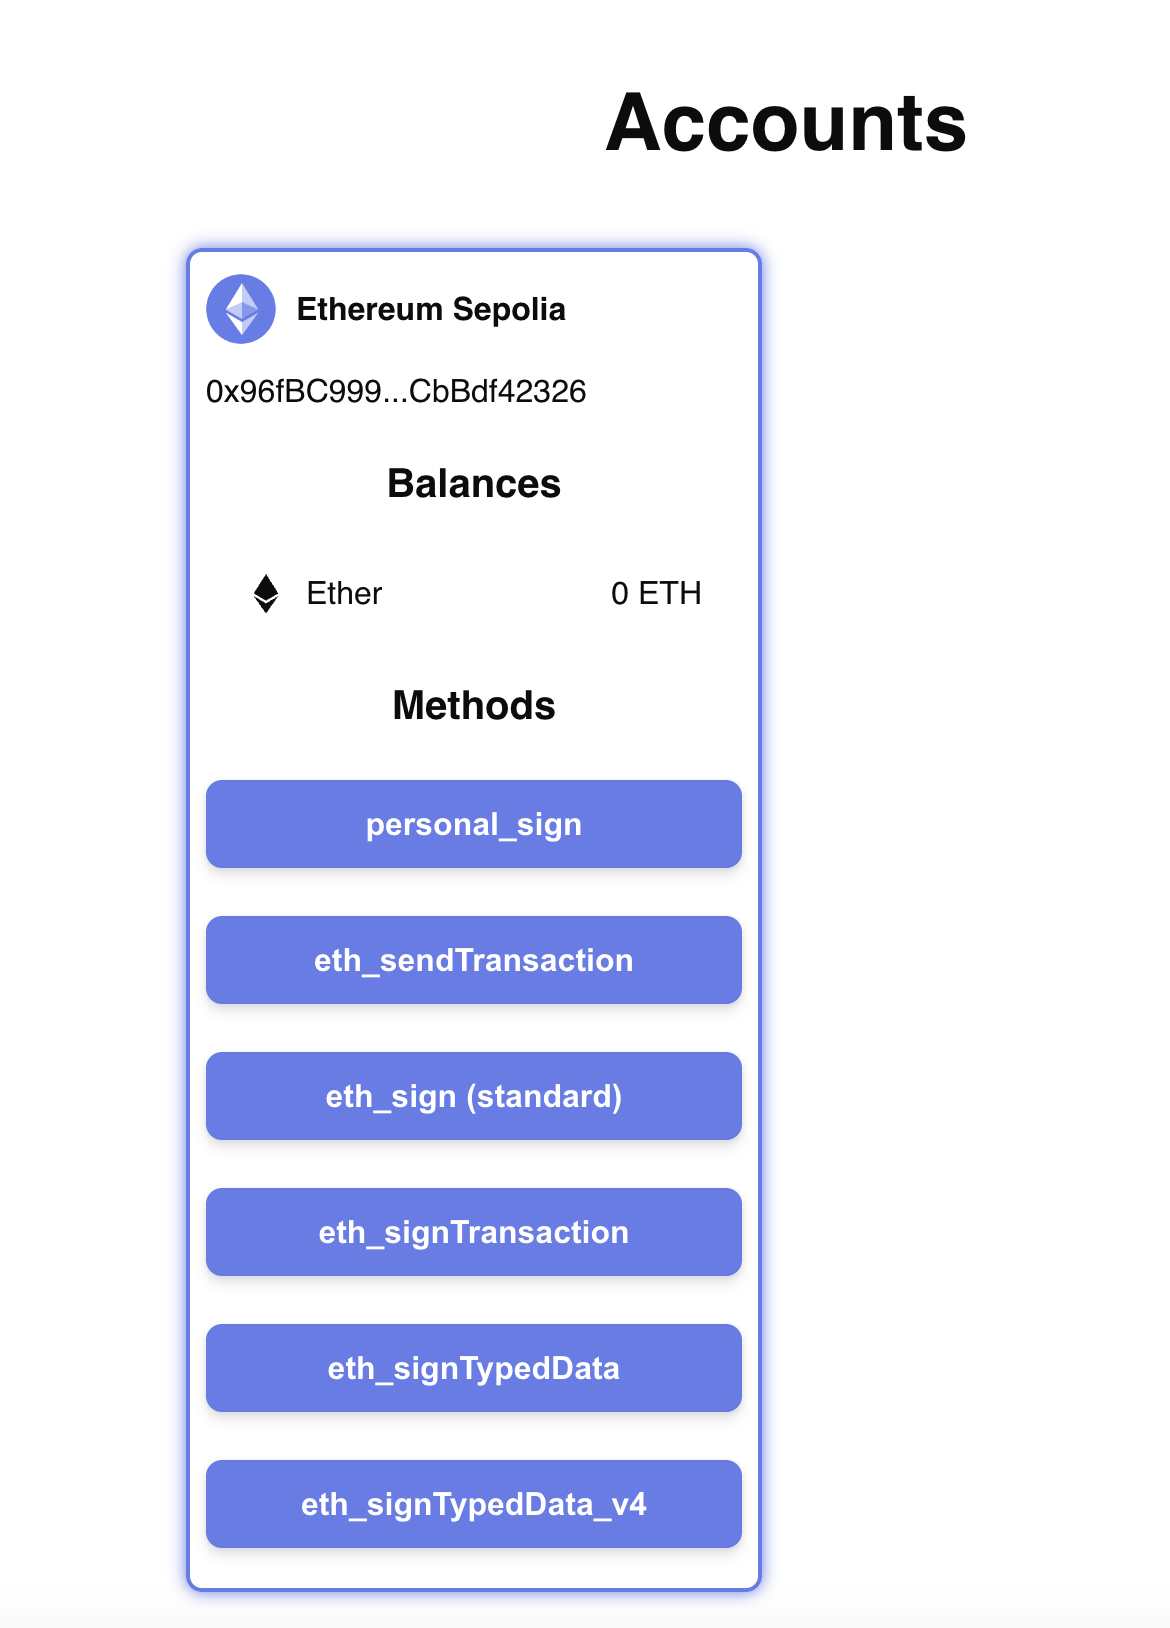 Accounts
Ethereum Sepolia
0x96fBC999...CbBdf42326
Balances
Ether 0 ETH
Methods
personal_sign
eth_sendTransaction
eth_sign (standard)
eth_signTransaction
eth_signTypedData
eth_signTypedData_v4